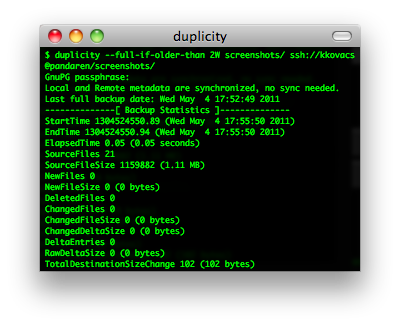 duplicity
$ duplicity --full-if-older-than 2W screenshots/ ssh://kkovacs
@pandaren/screenshots/
GnuPG passphrase:
Local and Remote metadata are synchronized, no sync needed.
Last full backup date: Wed May  4 17:52:49 2011
--------------[ Backup Statistics ]--------------
StartTime 1304524550.89 (Wed May  4 17:55:50 2011)
EndTime 1304524550.94 (Wed May  4 17:55:50 2011)
ElapsedTime 0.05 (0.05 seconds)
SourceFiles 21
SourceFileSize 1159882 (1.11 MB)
NewFiles 0
NewFileSize 0 (0 bytes)
DeletedFiles 0
ChangedFiles 0
ChangedFileSize 0 (0 bytes)
ChangedDeltaSize 0 (0 bytes)
DeltaEntries 0
RawDeltaSize 0 (0 bytes)
TotalDestinationSizeChange 102 (102 bytes)